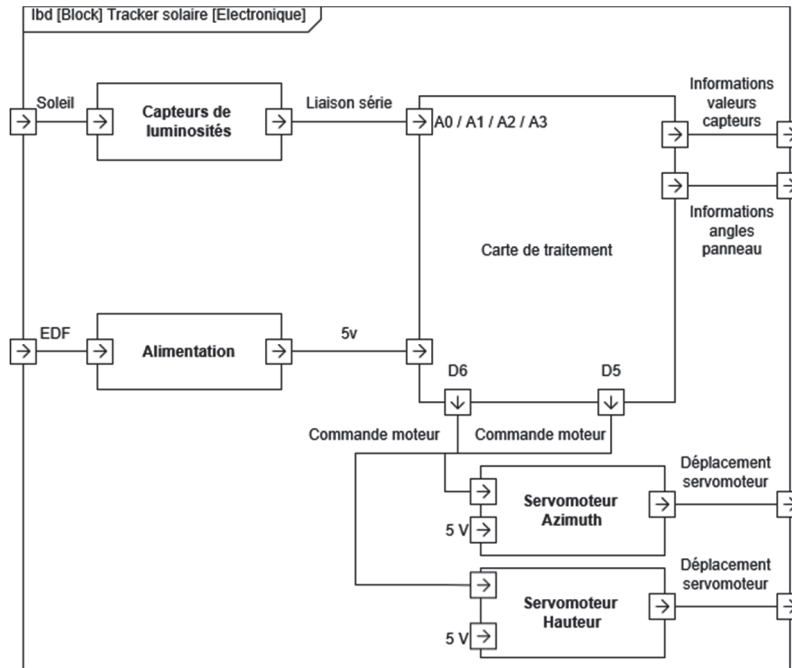 Ibd [Block] Tracker solaire [Electronique]
Soleil
Capteurs de
luminosités
Liaison série
A0 / A1 / A2 / A3
Informations
valeurs
capteurs
Informations
angles
panneau
Carte de traitement
EDF
Alimentation
5v
D6
D5
Commande moteur
Commande moteur
Servomoteur
Azimuth
5 V
Déplacement
servomoteur
Servomoteur
Hauteur
5 V
Déplacement
servomoteur